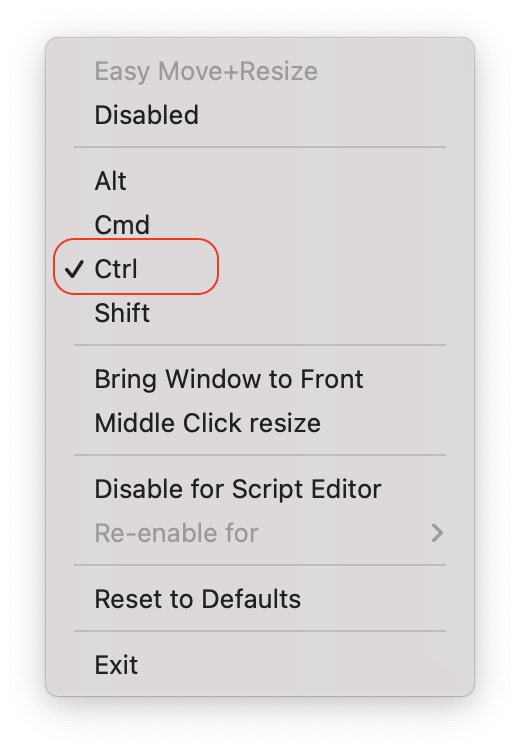 Easy Move+Resize
Disabled
Alt
Cmd
Ctrl
Shift
Bring Window to Front
Middle Click resize
Disable for Script Editor
Re-enable for
Reset to Defaults
Exit